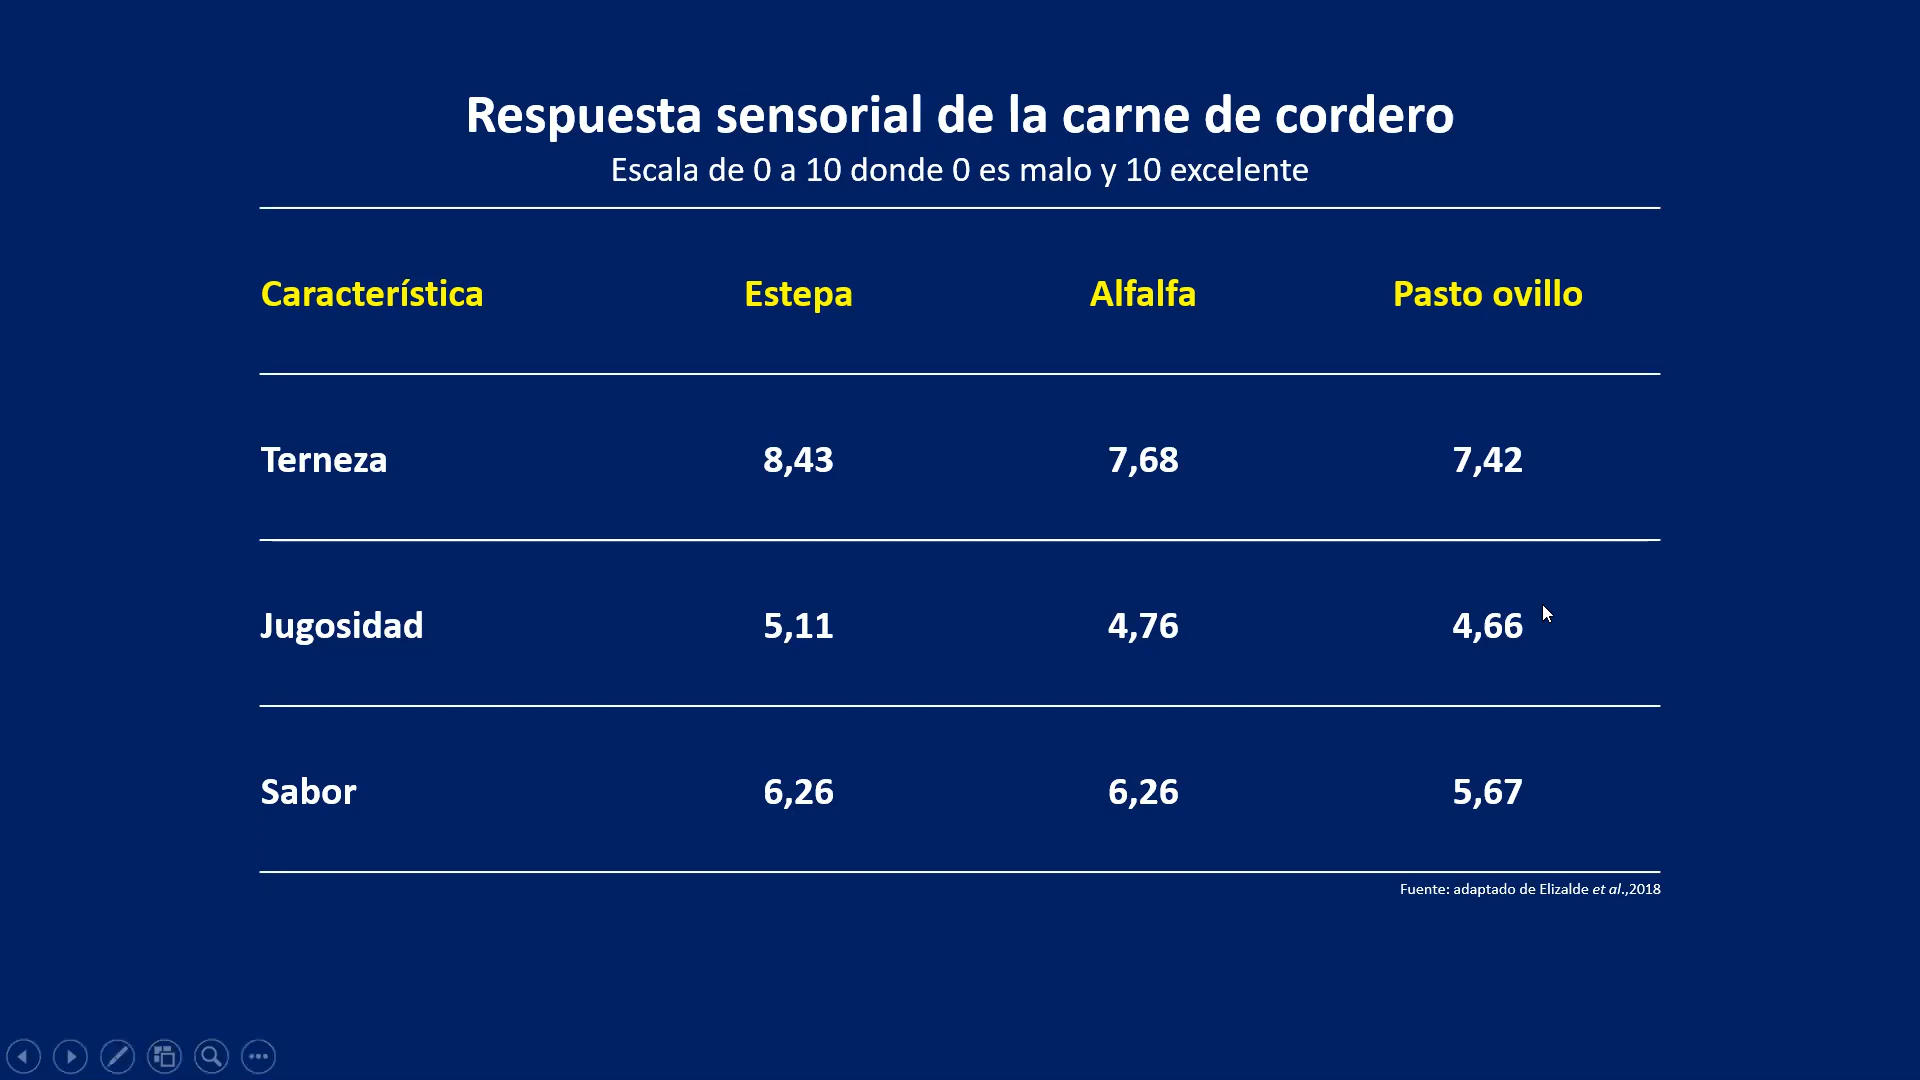 Respuesta sensorial de la carne de cordero
Escala de 0 a 10 donde 0 es malo y 10 excelente
Característica Estepa Alfalfa Pasto ovillo
Terneza 8,43 7,68 7,42
Jugosidad 5,11 4,76 4,66
Sabor 6,26 6,26 5,67
Fuente: adaptado de Elizalde et al.,2018